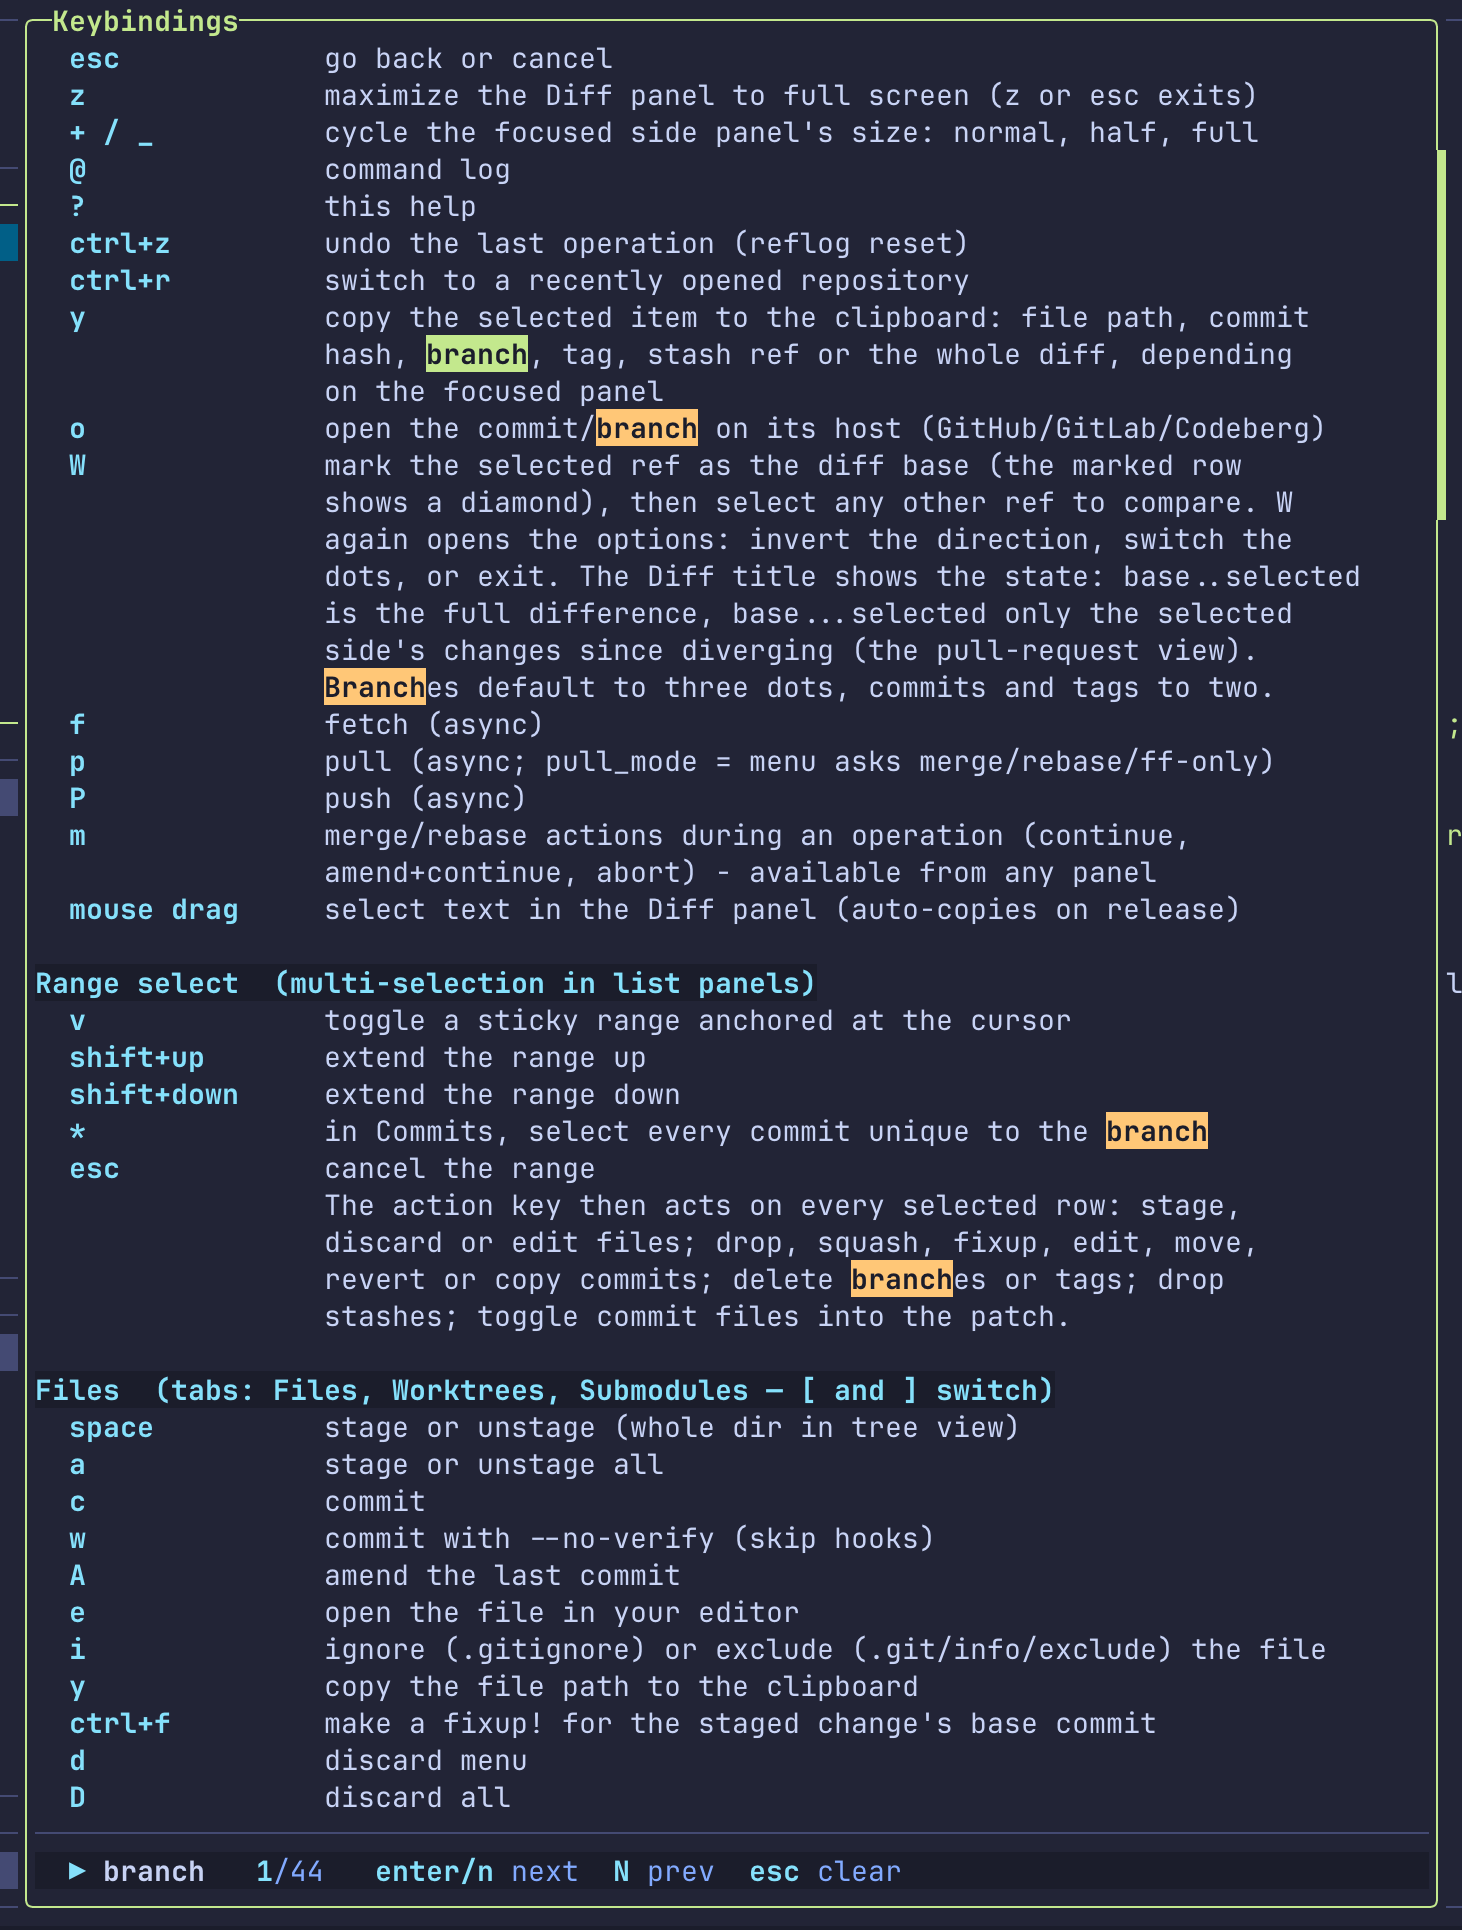 Keybindings
esc go back or cancel
z maximize the Diff panel to full screen (z or esc exits)
+ / _ cycle the focused side panel's size: normal, half, full
@ command log
? this help
ctrl+z undo the last operation (reflog reset)
ctrl+r switch to a recently opened repository
y copy the selected item to the clipboard: file path, commit
hash, branch, tag, stash ref or the whole diff, depending
on the focused panel
o open the commit/branch on its host (GitHub/GitLab/Codeberg)
W mark the selected ref as the diff base (the marked row
shows a diamond), then select any other ref to compare. W
again opens the options: invert the direction, switch the
dots, or exit. The Diff title shows the state: base..selected
is the full difference, base...selected only the selected
side's changes since diverging (the pull-request view).
Branches default to three dots, commits and tags to two.
f fetch (async)
;
p pull (async; pull_mode = menu asks merge/rebase/ff-only)
P push (async)
m merge/rebase actions during an operation (continue,
r
amend+continue, abort) - available from any panel
mouse drag select text in the Diff panel (auto-copies on release)
Range select (multi-selection in list panels)
l
v toggle a sticky range anchored at the cursor
shift+up extend the range up
shift+down extend the range down
* in Commits, select every commit unique to the branch
esc cancel the range
The action key then acts on every selected row: stage,
discard or edit files; drop, squash, fixup, edit, move,
revert or copy commits; delete branches or tags; drop
stashes; toggle commit files into the patch.
Files (tabs: Files, Worktrees, Submodules — [ and ] switch)
space stage or unstage (whole dir in tree view)
a stage or unstage all
c commit
w commit with --no-verify (skip hooks)
A amend the last commit
e open the file in your editor
i ignore (.gitignore) or exclude (.git/info/exclude) the file
y copy the file path to the clipboard
ctrl+f make a fixup! for the staged change's base commit
d discard menu
D discard all
▶ branch 1/44 enter/n next N prev esc clear